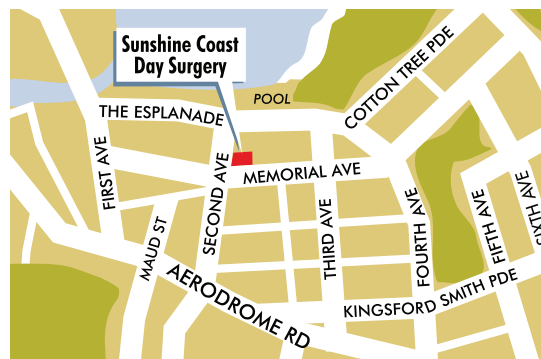 Sunshine Coast
Day Surgery
POOL
COTTON TREE PDE
THE ESPLANADE
FIRST AVE
SECOND AVE
MEMORIAL AVE
MAUD ST
THIRD AVE
FOURTH AVE
FIFTH AVE
SIXTH AVE
AERODROME RD
KINGSFORD SMITH PDE